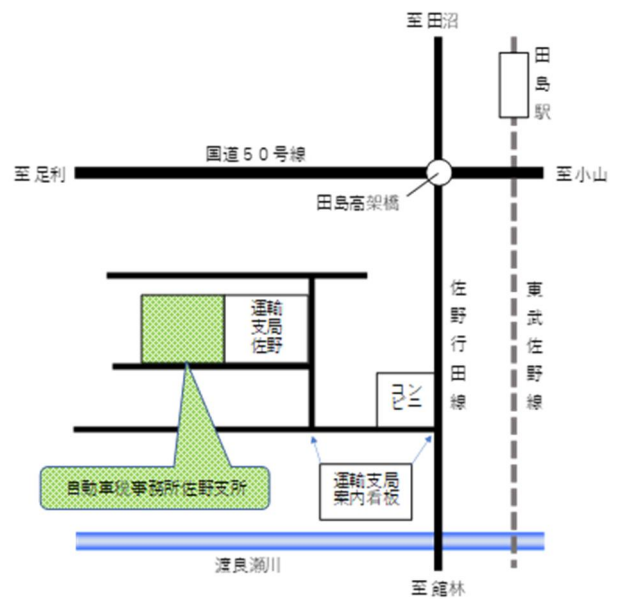 至田沼
田島駅
国道５０号線
至足利
至小山
田島高架橋
佐野行田線
東武佐野線
運輸
支局
佐野
コン
ビニ
自動車税事務所佐野支所
運輸支局
案内看板
渡良瀬川
至館林